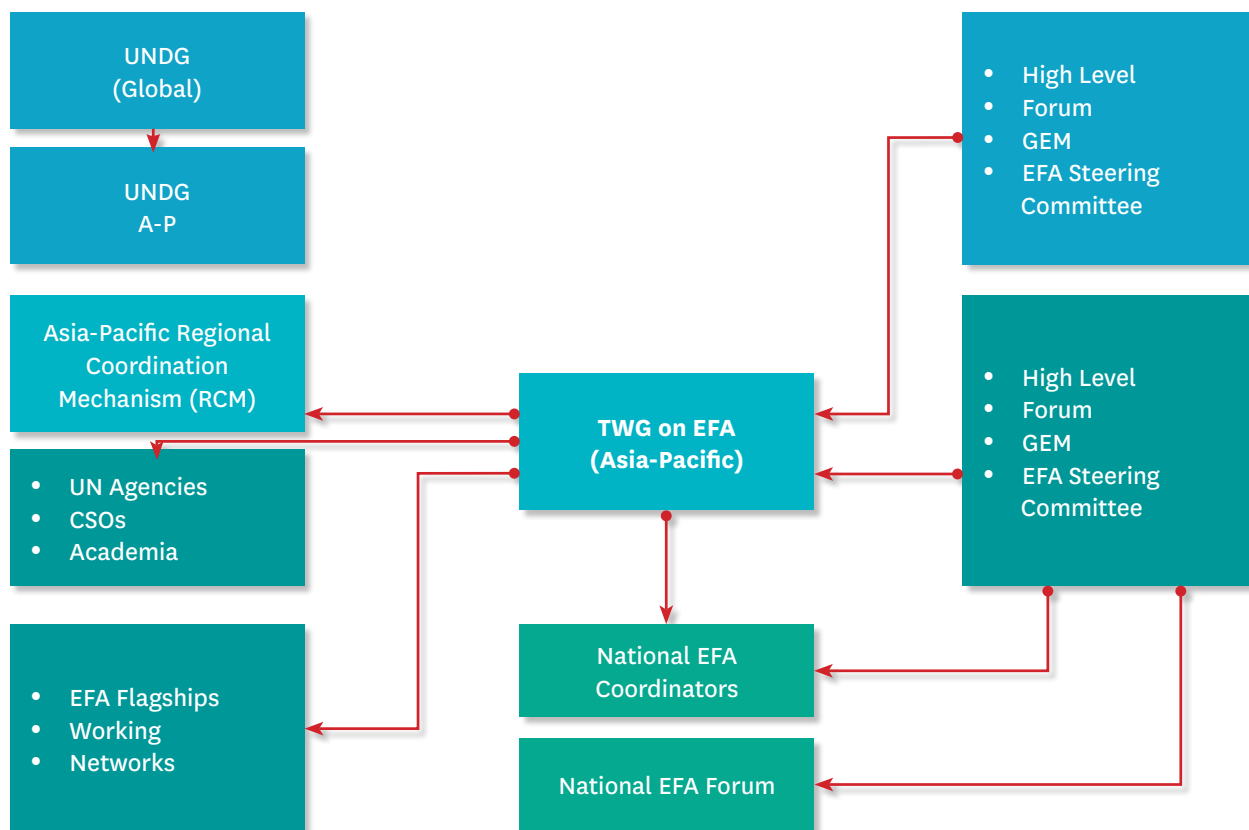 UNDG
(Global)
UNDG
A-P
Asia-Pacific Regional
Coordination
Mechanism (RCM)
• UN Agencies
• CSOs
• Academia
• EFA Flagships
• Working
• Networks
TWG on EFA
(Asia-Pacific)
National EFA
Coordinators
National EFA Forum
• High Level
• Forum
• GEM
• EFA Steering
Committee
• High Level
• Forum
• GEM
• EFA Steering
Committee